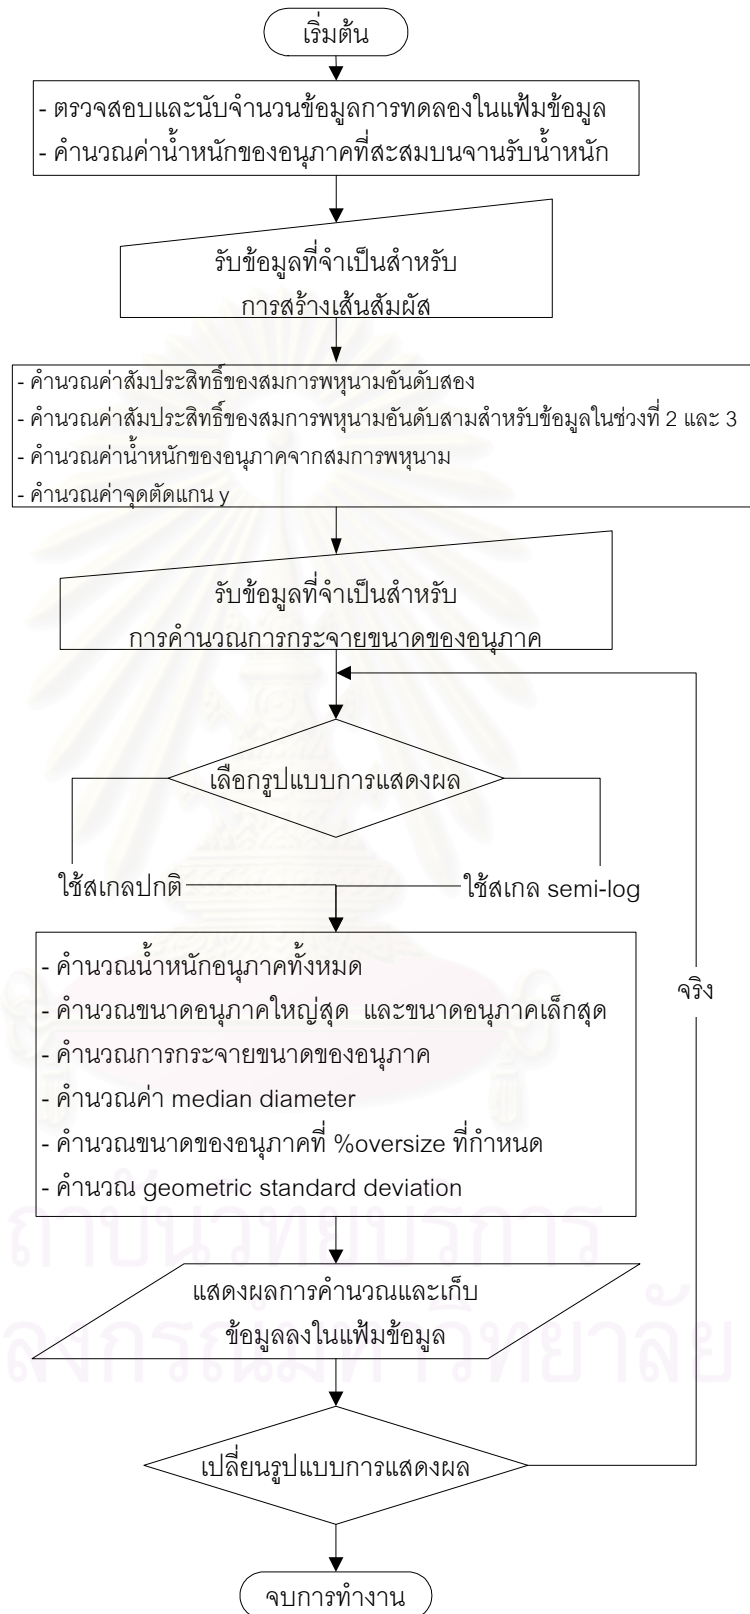 เริ่มต้น
- ตรวจสอบและนับจำนวนข้อมูลการทดลองในแฟ้มข้อมูล
- คำนวณค่าน้ำหนักของอนุภาคที่สะสมบนจานรับน้ำหนัก
รับข้อมูลที่จำเป็นสำหรับ
การสร้างเส้นสัมผัส
- คำนวณค่าสัมประสิทธิ์ของสมการพหุนามอันดับสอง
- คำนวณค่าสัมประสิทธิ์ของสมการพหุนามอันดับสามสำหรับข้อมูลในช่วงที่ 2 และ 3
- คำนวณค่าน้ำหนักของอนุภาคจากสมการพหุนาม
- คำนวณค่าจุดตัดแกน y
รับข้อมูลที่จำเป็นสำหรับ
การคำนวณการกระจายขนาดของอนุภาค
เลือกรูปแบบการแสดงผล
ใช้สเกลปกติ
ใช้สเกล semi-log
- คำนวณน้ำหนักอนุภาคทั้งหมด
- คำนวณขนาดอนุภาคใหญ่สุด และขนาดอนุภาคเล็กสุด
- คำนวณการกระจายขนาดของอนุภาค
- คำนวณค่า median diameter
- คำนวณขนาดของอนุภาคที่ %oversize ที่กำหนด
- คำนวณ geometric standard deviation
จริง
แสดงผลการคำนวณและเก็บ
ข้อมูลลงในแฟ้มข้อมูล
เปลี่ยนรูปแบบการแสดงผล
จบการทำงาน
ถาบันวิทยบริการ
ลงกรณ์มหาวิทยาลัย